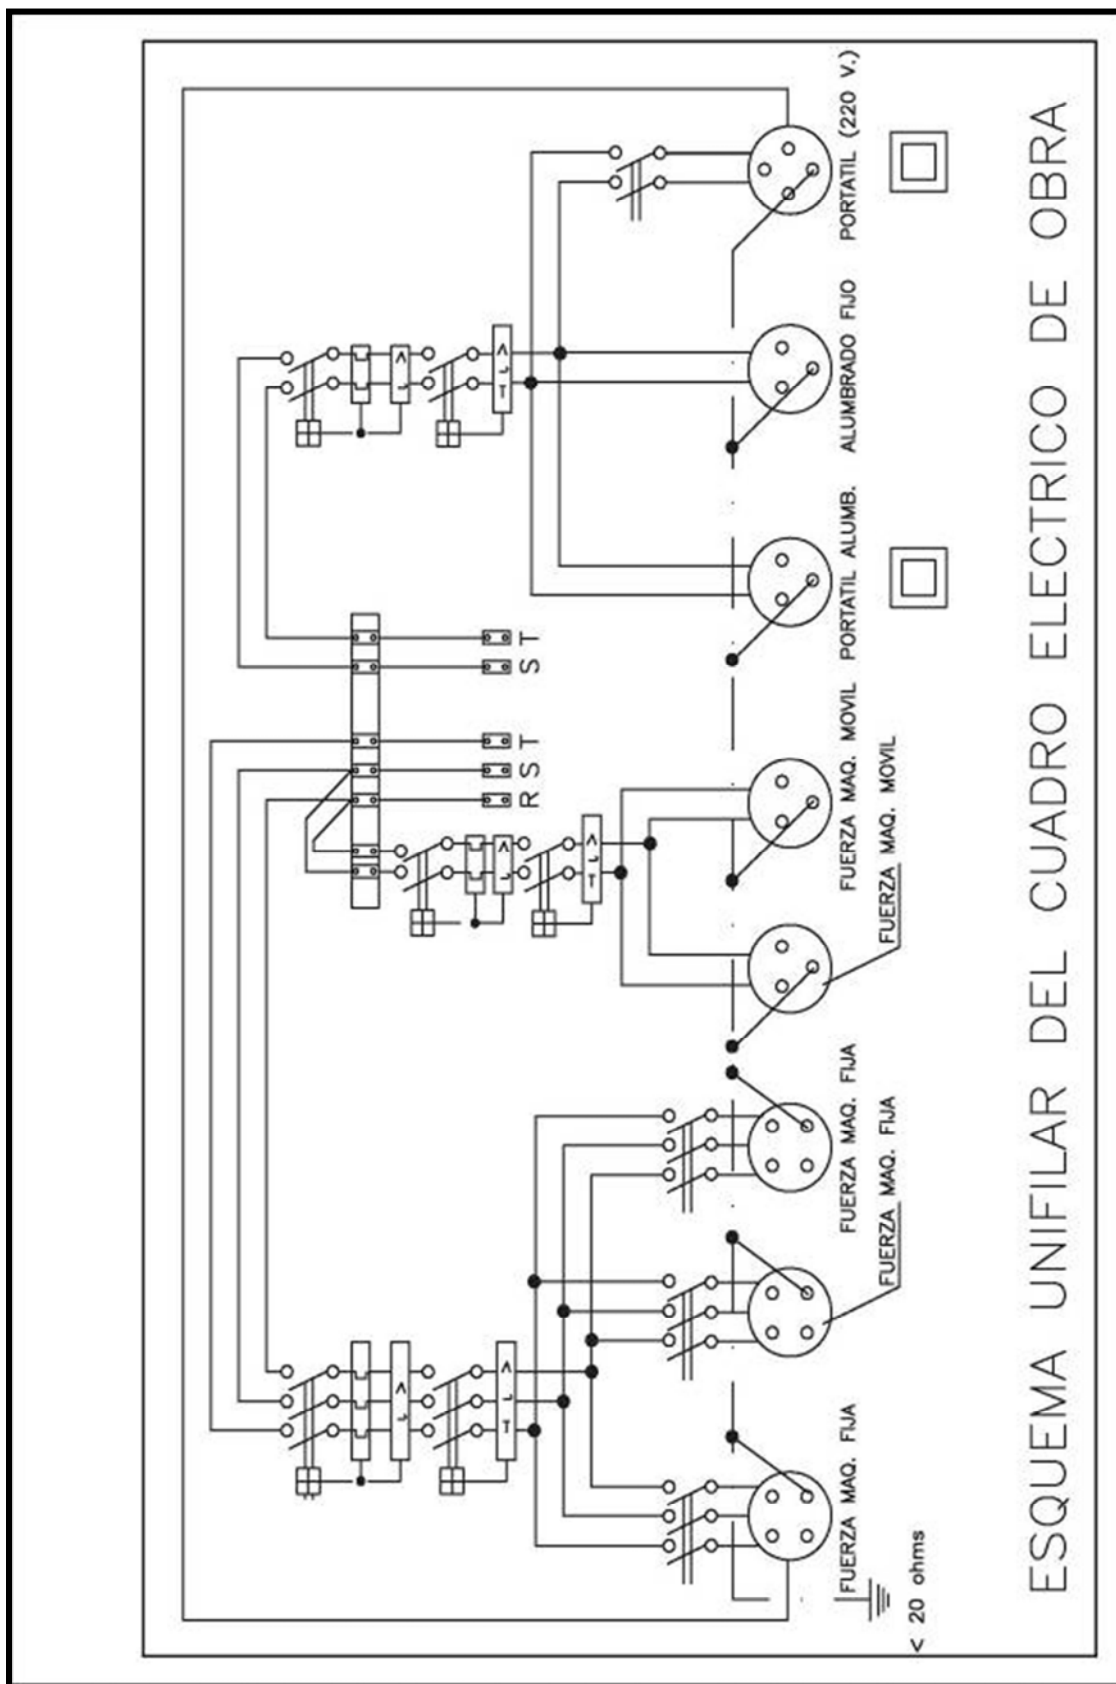 FUERZA MAQ. FIJA
FUERZA MAQ. FIJA
FUERZA MAQ. FIJA
FUERZA MAQ. MOVIL
FUERZA MAQ. MOVIL
PORTATIL ALUMB.
ALUMBRADO FIJO
PORTATIL (220 V.)
R
S
T
S
T
< 20 ohms
ESQUEMA UNIFILAR DEL CUADRO ELECTRICO DE OBRA